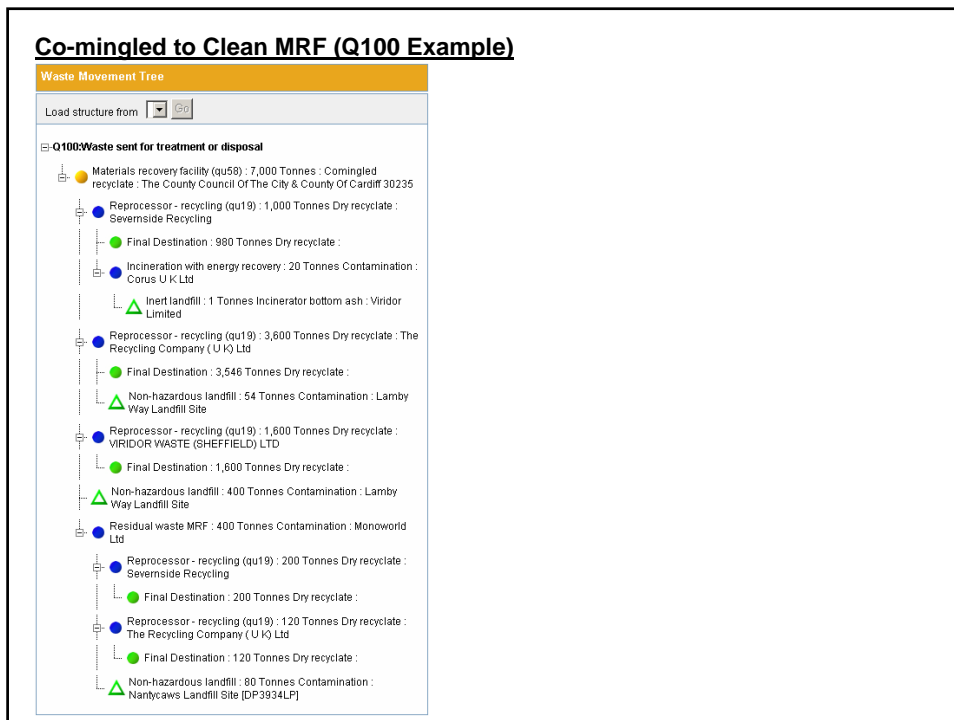 Co-mingled to Clean MRF (Q100 Example)
Waste Movement Tree
Load structure from Go
Q100:Waste sent for treatment or disposal
Materials recovery facility (qu58) : 7,000 Tonnes : Comingled
recyclate : The County Council Of The City & County Of Cardiff 30235
Reprocessor - recycling (qu19) : 1,000 Tonnes Dry recyclate :
Severnside Recycling
Final Destination : 980 Tonnes Dry recyclate :
Incineration with energy recovery : 20 Tonnes Contamination :
Corus U K Ltd
Inert landfill : 1 Tonnes Incinerator bottom ash : Viridor
Limited
Reprocessor - recycling (qu19) : 3,600 Tonnes Dry recyclate : The
Recycling Company ( U K) Ltd
Final Destination : 3,546 Tonnes Dry recyclate :
Non-hazardous landfill : 54 Tonnes Contamination : Lamby
Way Landfill Site
Reprocessor - recycling (qu19) : 1,600 Tonnes Dry recyclate :
VIRIDOR WASTE (SHEFFIELD) LTD
Final Destination : 1,600 Tonnes Dry recyclate :
Non-hazardous landfill : 400 Tonnes Contamination : Lamby
Way Landfill Site
Residual waste MRF : 400 Tonnes Contamination : Monoworld
Ltd
Reprocessor - recycling (qu19) : 200 Tonnes Dry recyclate :
Severnside Recycling
Final Destination : 200 Tonnes Dry recyclate :
Reprocessor - recycling (qu19) : 120 Tonnes Dry recyclate :
The Recycling Company ( U K) Ltd
Final Destination : 120 Tonnes Dry recyclate :
Non-hazardous landfill : 80 Tonnes Contamination :
Nantycaws Landfill Site [DP3934LP]